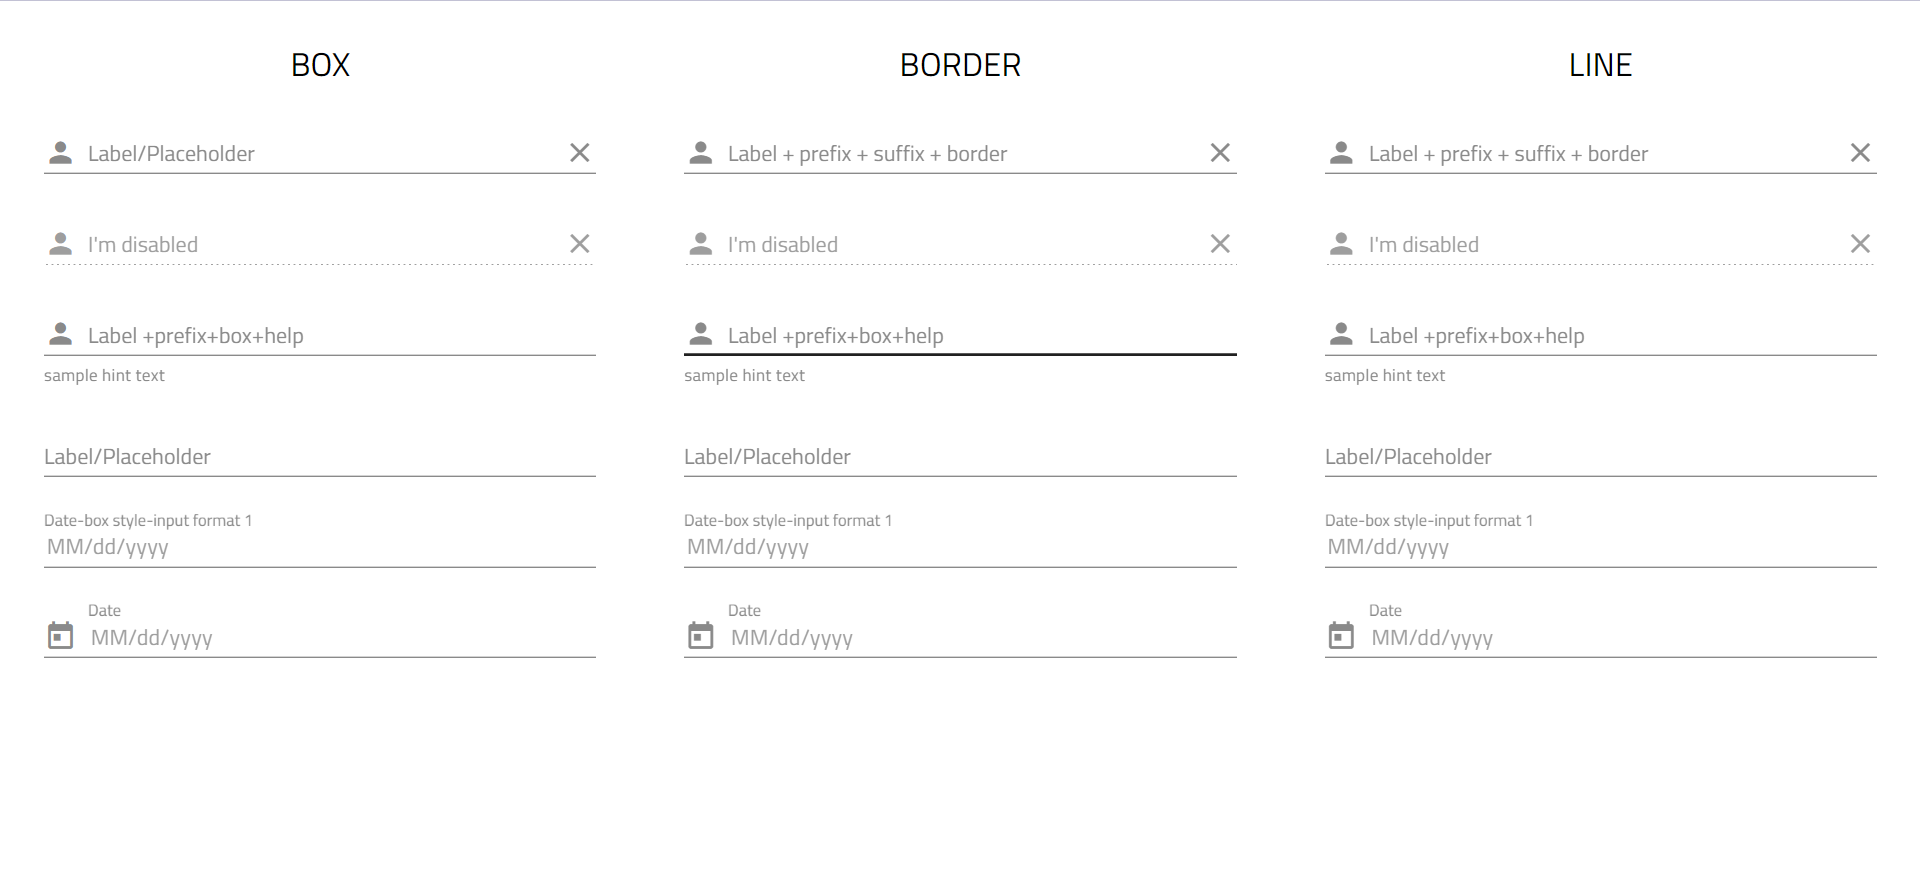 BOX
Label/Placeholder
I'm disabled
Label +prefix+box+help
sample hint text
Label/Placeholder
Date-box style-input format 1
MM/dd/yyyy
Date
MM/dd/yyyy
BORDER
Label + prefix + suffix + border
I'm disabled
Label +prefix+box+help
sample hint text
Label/Placeholder
Date-box style-input format 1
MM/dd/yyyy
Date
MM/dd/yyyy
LINE
Label + prefix + suffix + border
I'm disabled
Label +prefix+box+help
sample hint text
Label/Placeholder
Date-box style-input format 1
MM/dd/yyyy
Date
MM/dd/yyyy